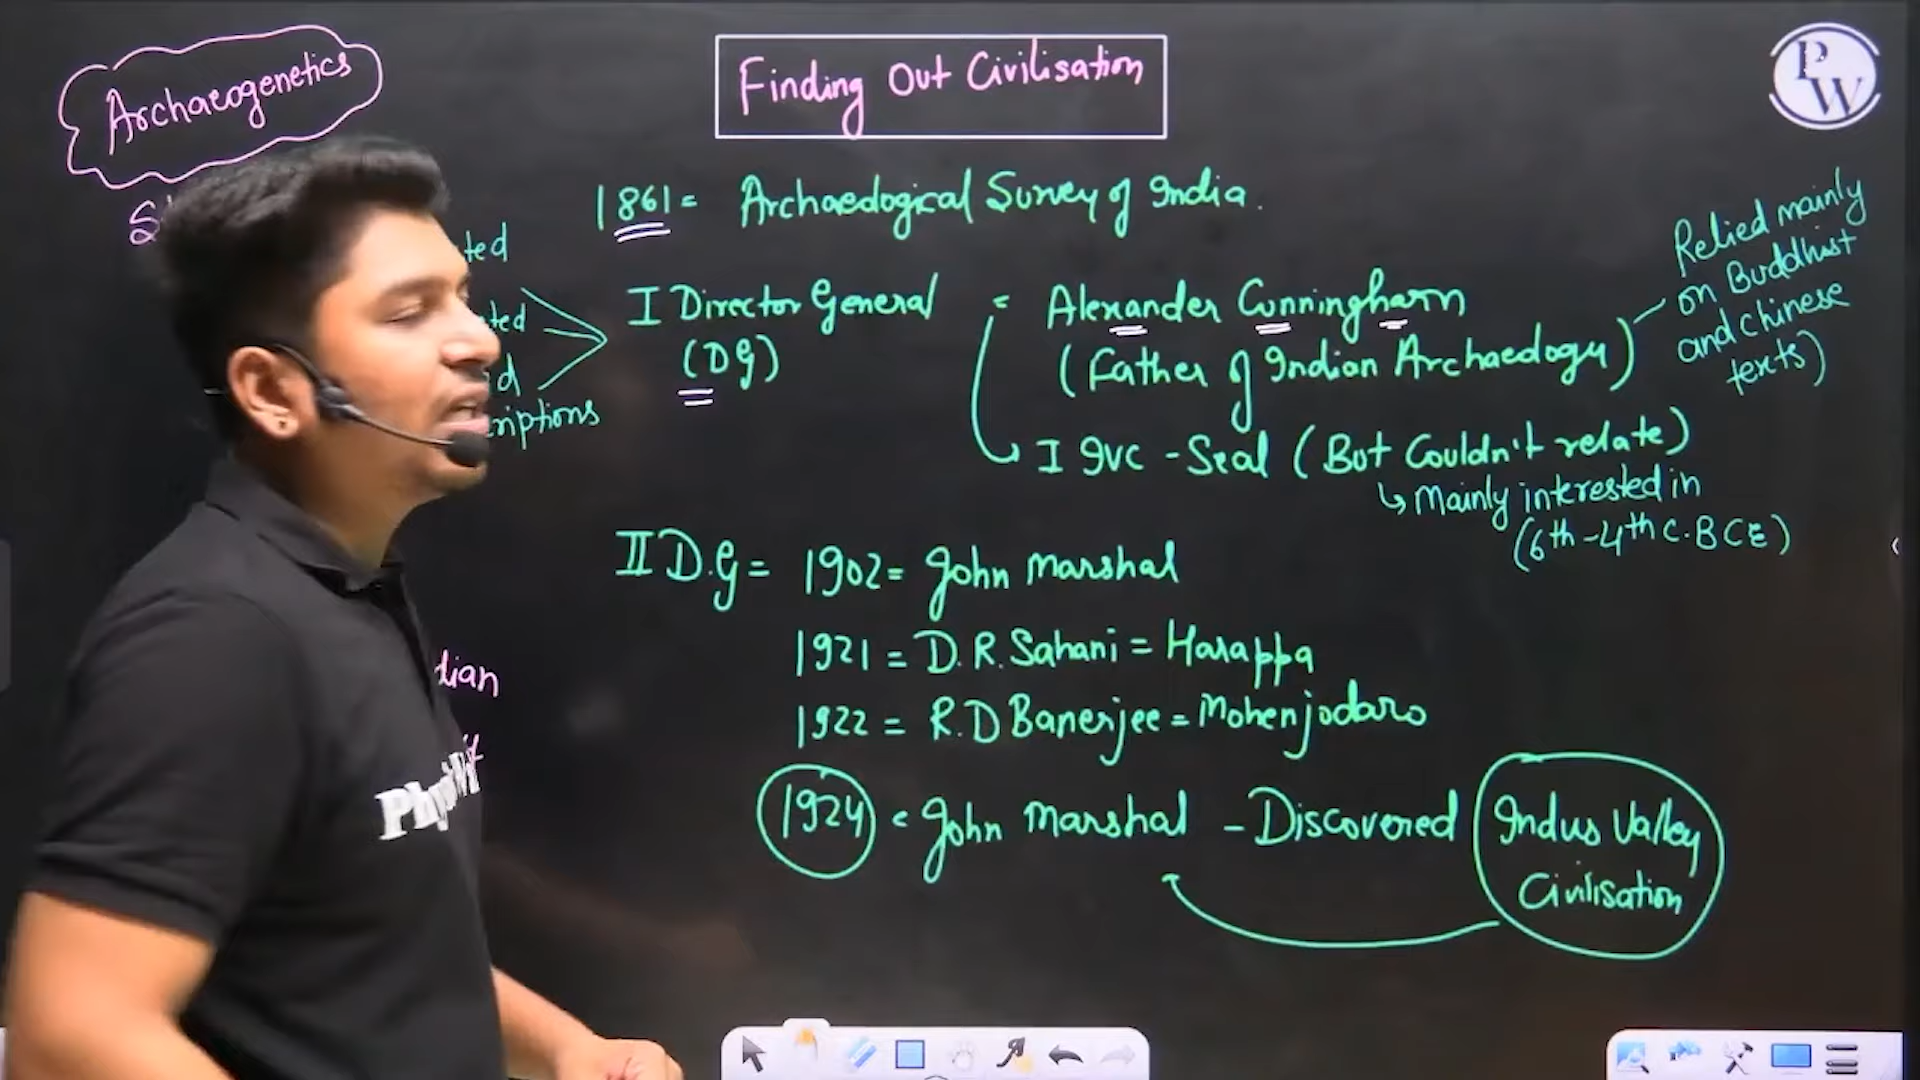 Archaeogenetics
Finding Out Civilisation
PW
1861 = Archaeological Survey of India.
ted
ted
d
criptions
I Director General = Alexander Cunningham
(DG) (Father of Indian Archaeology)
Relied mainly
on Buddhist
and Chinese
texts)
I IVC - Seal (But Couldn't relate)
↳ Mainly interested in
(6th-4th C. BCE)
II D.G = 1902 = John Marshal
1921 = D.R. Sahani = Harappa
1922 = R.D Banerjee = Mohenjodaro
1924 = John Marshal - Discovered Indus Valley
Civilisation
dian